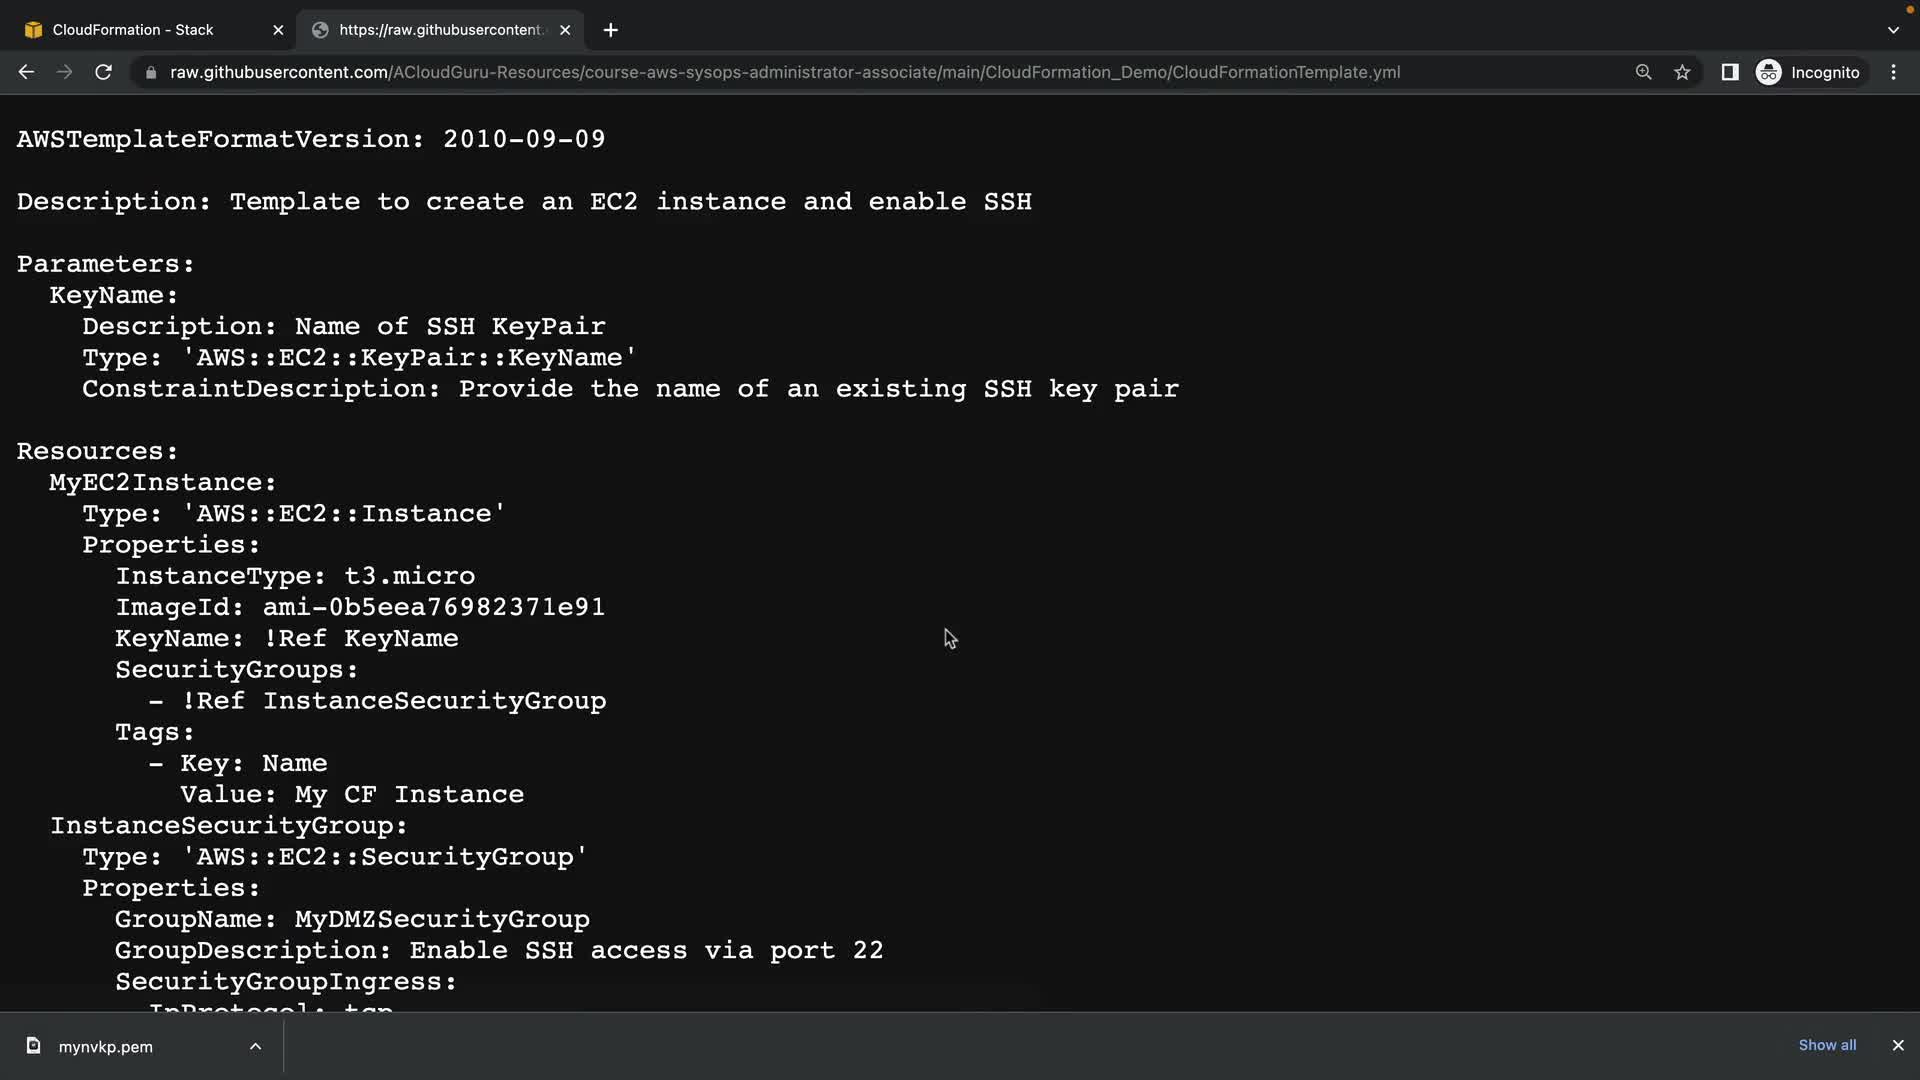 CloudFormation - Stack
https://raw.githubusercontent.
raw.githubusercontent.com/ACloudGuru-Resources/course-aws-sysops-administrator-associate/main/CloudFormation_Demo/CloudFormationTemplate.yml
Incognito
AWSTemplateFormatVersion: 2010-09-09
Description: Template to create an EC2 instance and enable SSH
Parameters:
KeyName:
Description: Name of SSH KeyPair
Type: 'AWS::EC2::KeyPair::KeyName'
ConstraintDescription: Provide the name of an existing SSH key pair
Resources:
MyEC2Instance:
Type: 'AWS::EC2::Instance'
Properties:
InstanceType: t3.micro
ImageId: ami-0b5eea76982371e91
KeyName: !Ref KeyName
SecurityGroups:
- !Ref InstanceSecurityGroup
Tags:
- Key: Name
Value: My CF Instance
InstanceSecurityGroup:
Type: 'AWS::EC2::SecurityGroup'
Properties:
GroupName: MyDMZSecurityGroup
GroupDescription: Enable SSH access via port 22
SecurityGroupIngress:
IpProtocol: tcp
mynvkp.pem
Show all